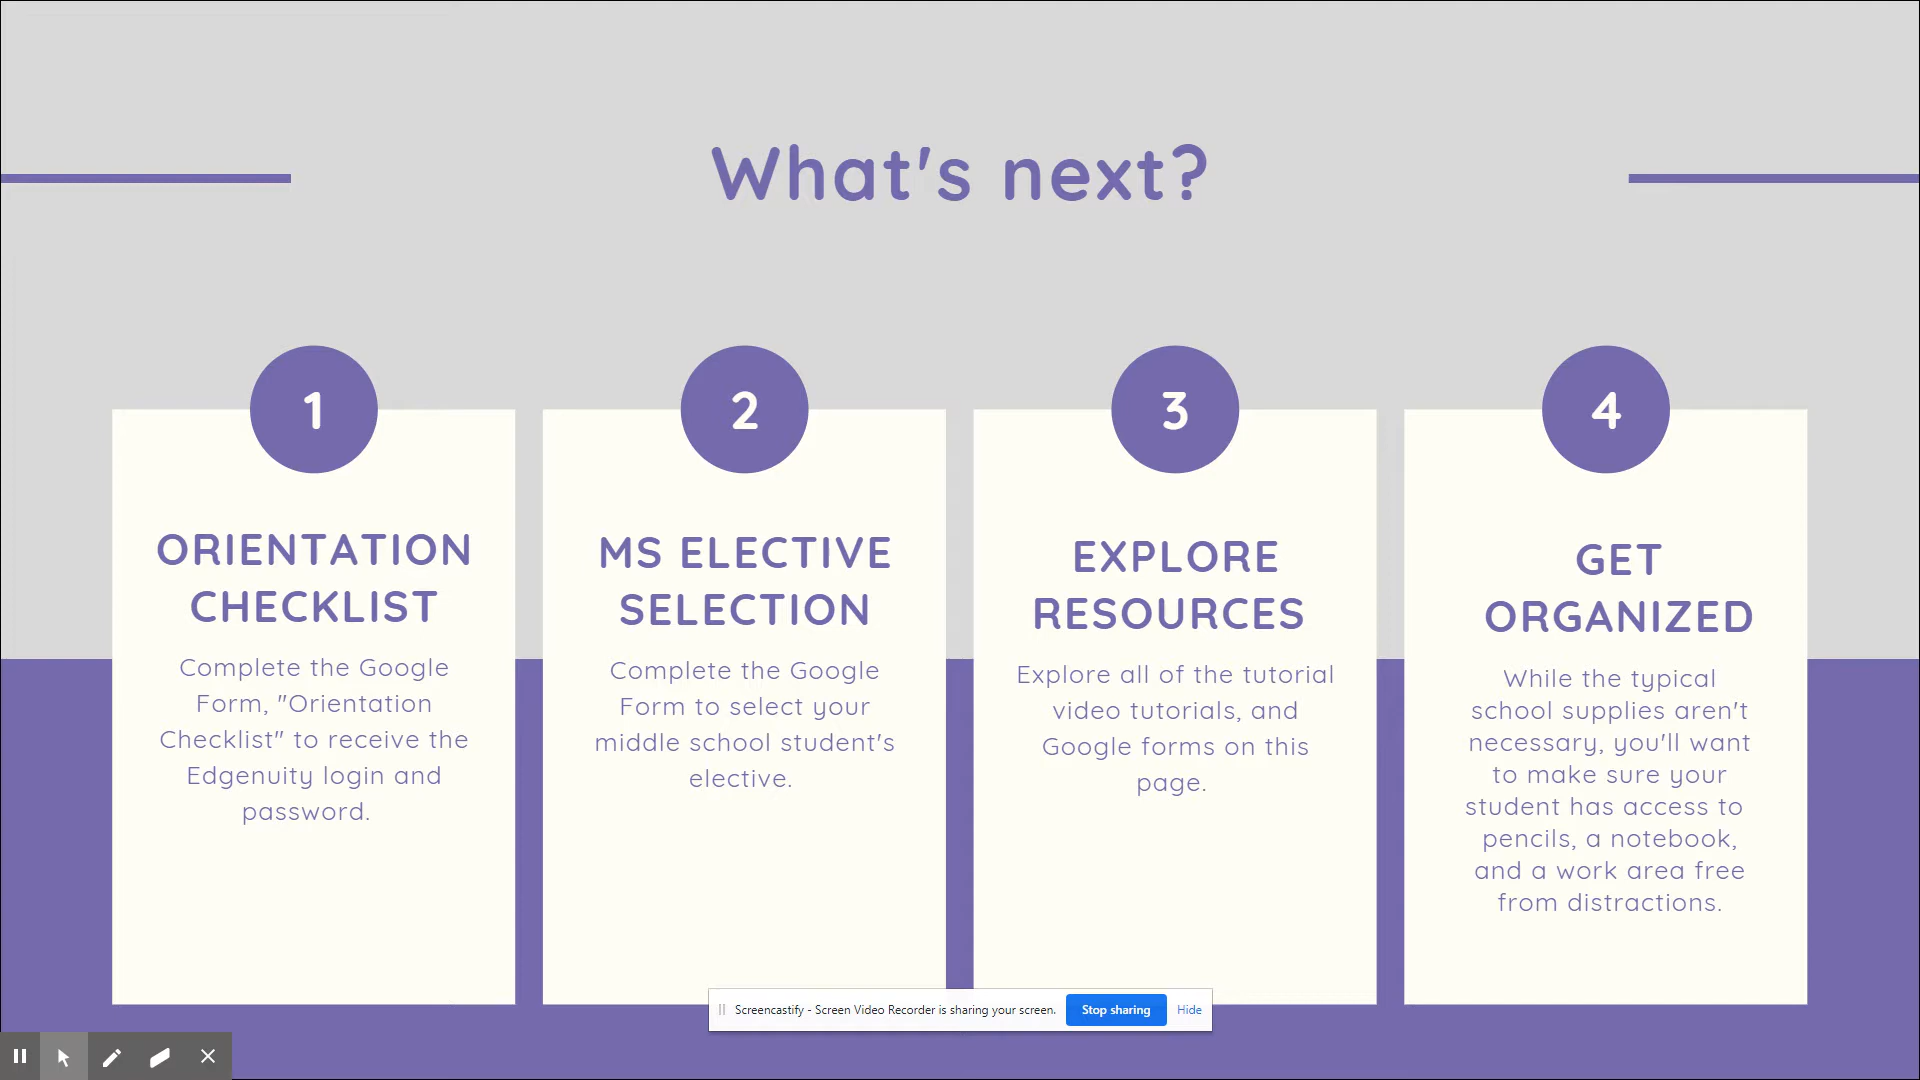 What's next?
1
ORIENTATION
CHECKLIST
Complete the Google
Form, "Orientation
Checklist" to receive the
Edgenuity login and
password.
2
MS ELECTIVE
SELECTION
Complete the Google
Form to select your
middle school student's
elective.
3
EXPLORE
RESOURCES
Explore all of the tutorial
video tutorials, and
Google forms on this
page.
4
GET
ORGANIZED
While the typical
school supplies aren't
necessary, you'll want
to make sure your
student has access to
pencils, a notebook,
and a work area free
from distractions.
Screencastify - Screen Video Recorder is sharing your screen. Stop sharing Hide